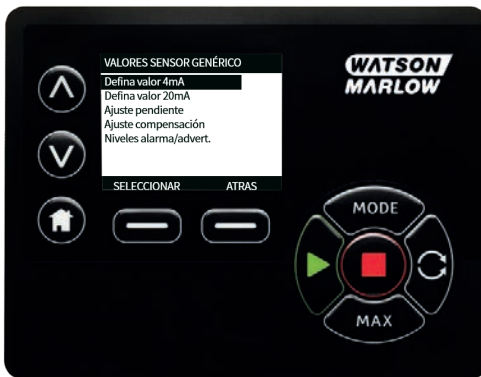 VALORES SENSOR GENÉRICO
Defina valor 4mA
Defina valor 20mA
Ajuste pendiente
Ajuste compensación
Niveles alarma/advert.
SELECCIONAR ATRAS
WATSON
MARLOW
MODE
MAX